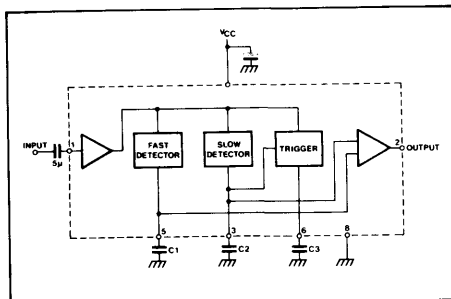 VCC
INPUT
5μ
1
FAST
DETECTOR
SLOW
DETECTOR
TRIGGER
2
OUTPUT
5
3
6
8
C1
C2
C3